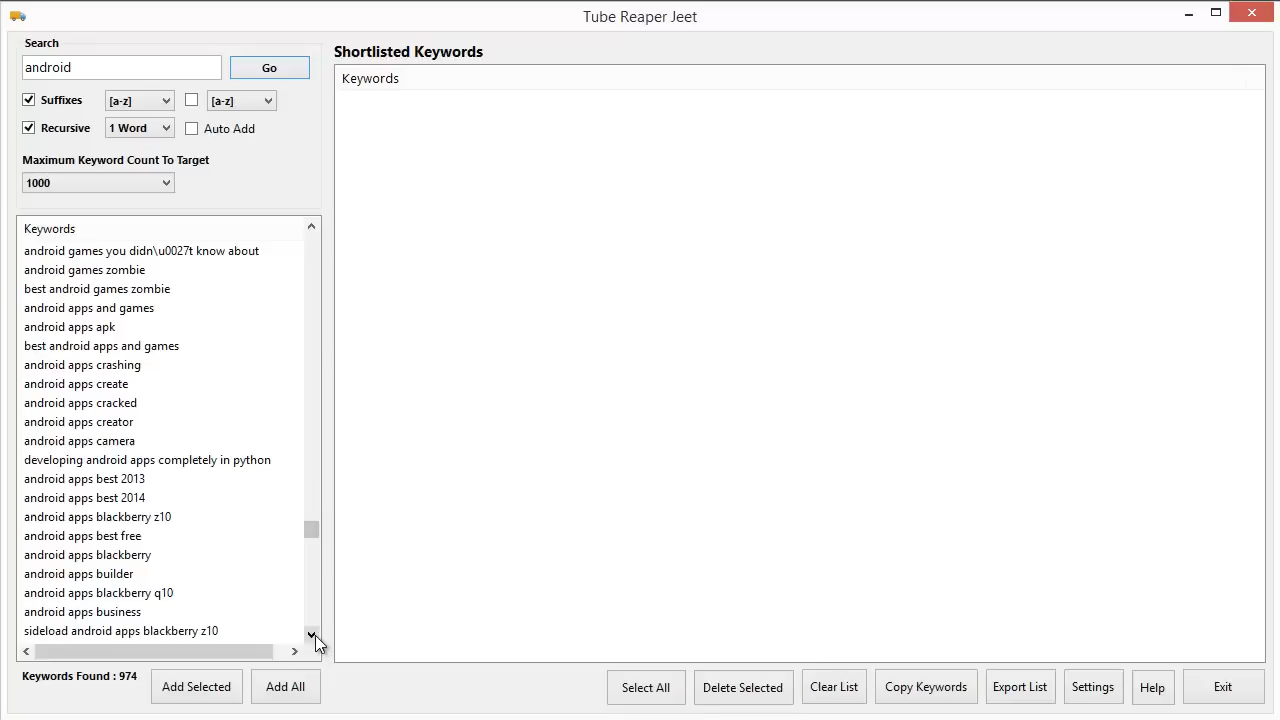 Tube Reaper Jeet
Search
android
Go
Suffixes
[a-z]
[a-z]
Recursive
1 Word
Auto Add
Maximum Keyword Count To Target
1000
Keywords
android games you didn\u0027t know about
android games zombie
best android games zombie
android apps and games
android apps apk
best android apps and games
android apps crashing
android apps create
android apps cracked
android apps creator
android apps camera
developing android apps completely in python
android apps best 2013
android apps best 2014
android apps blackberry z10
android apps best free
android apps blackberry
android apps builder
android apps blackberry q10
android apps business
sideload android apps blackberry z10
Keywords Found : 974
Add Selected
Add All
Shortlisted Keywords
Keywords
Select All
Delete Selected
Clear List
Copy Keywords
Export List
Settings
Help
Exit